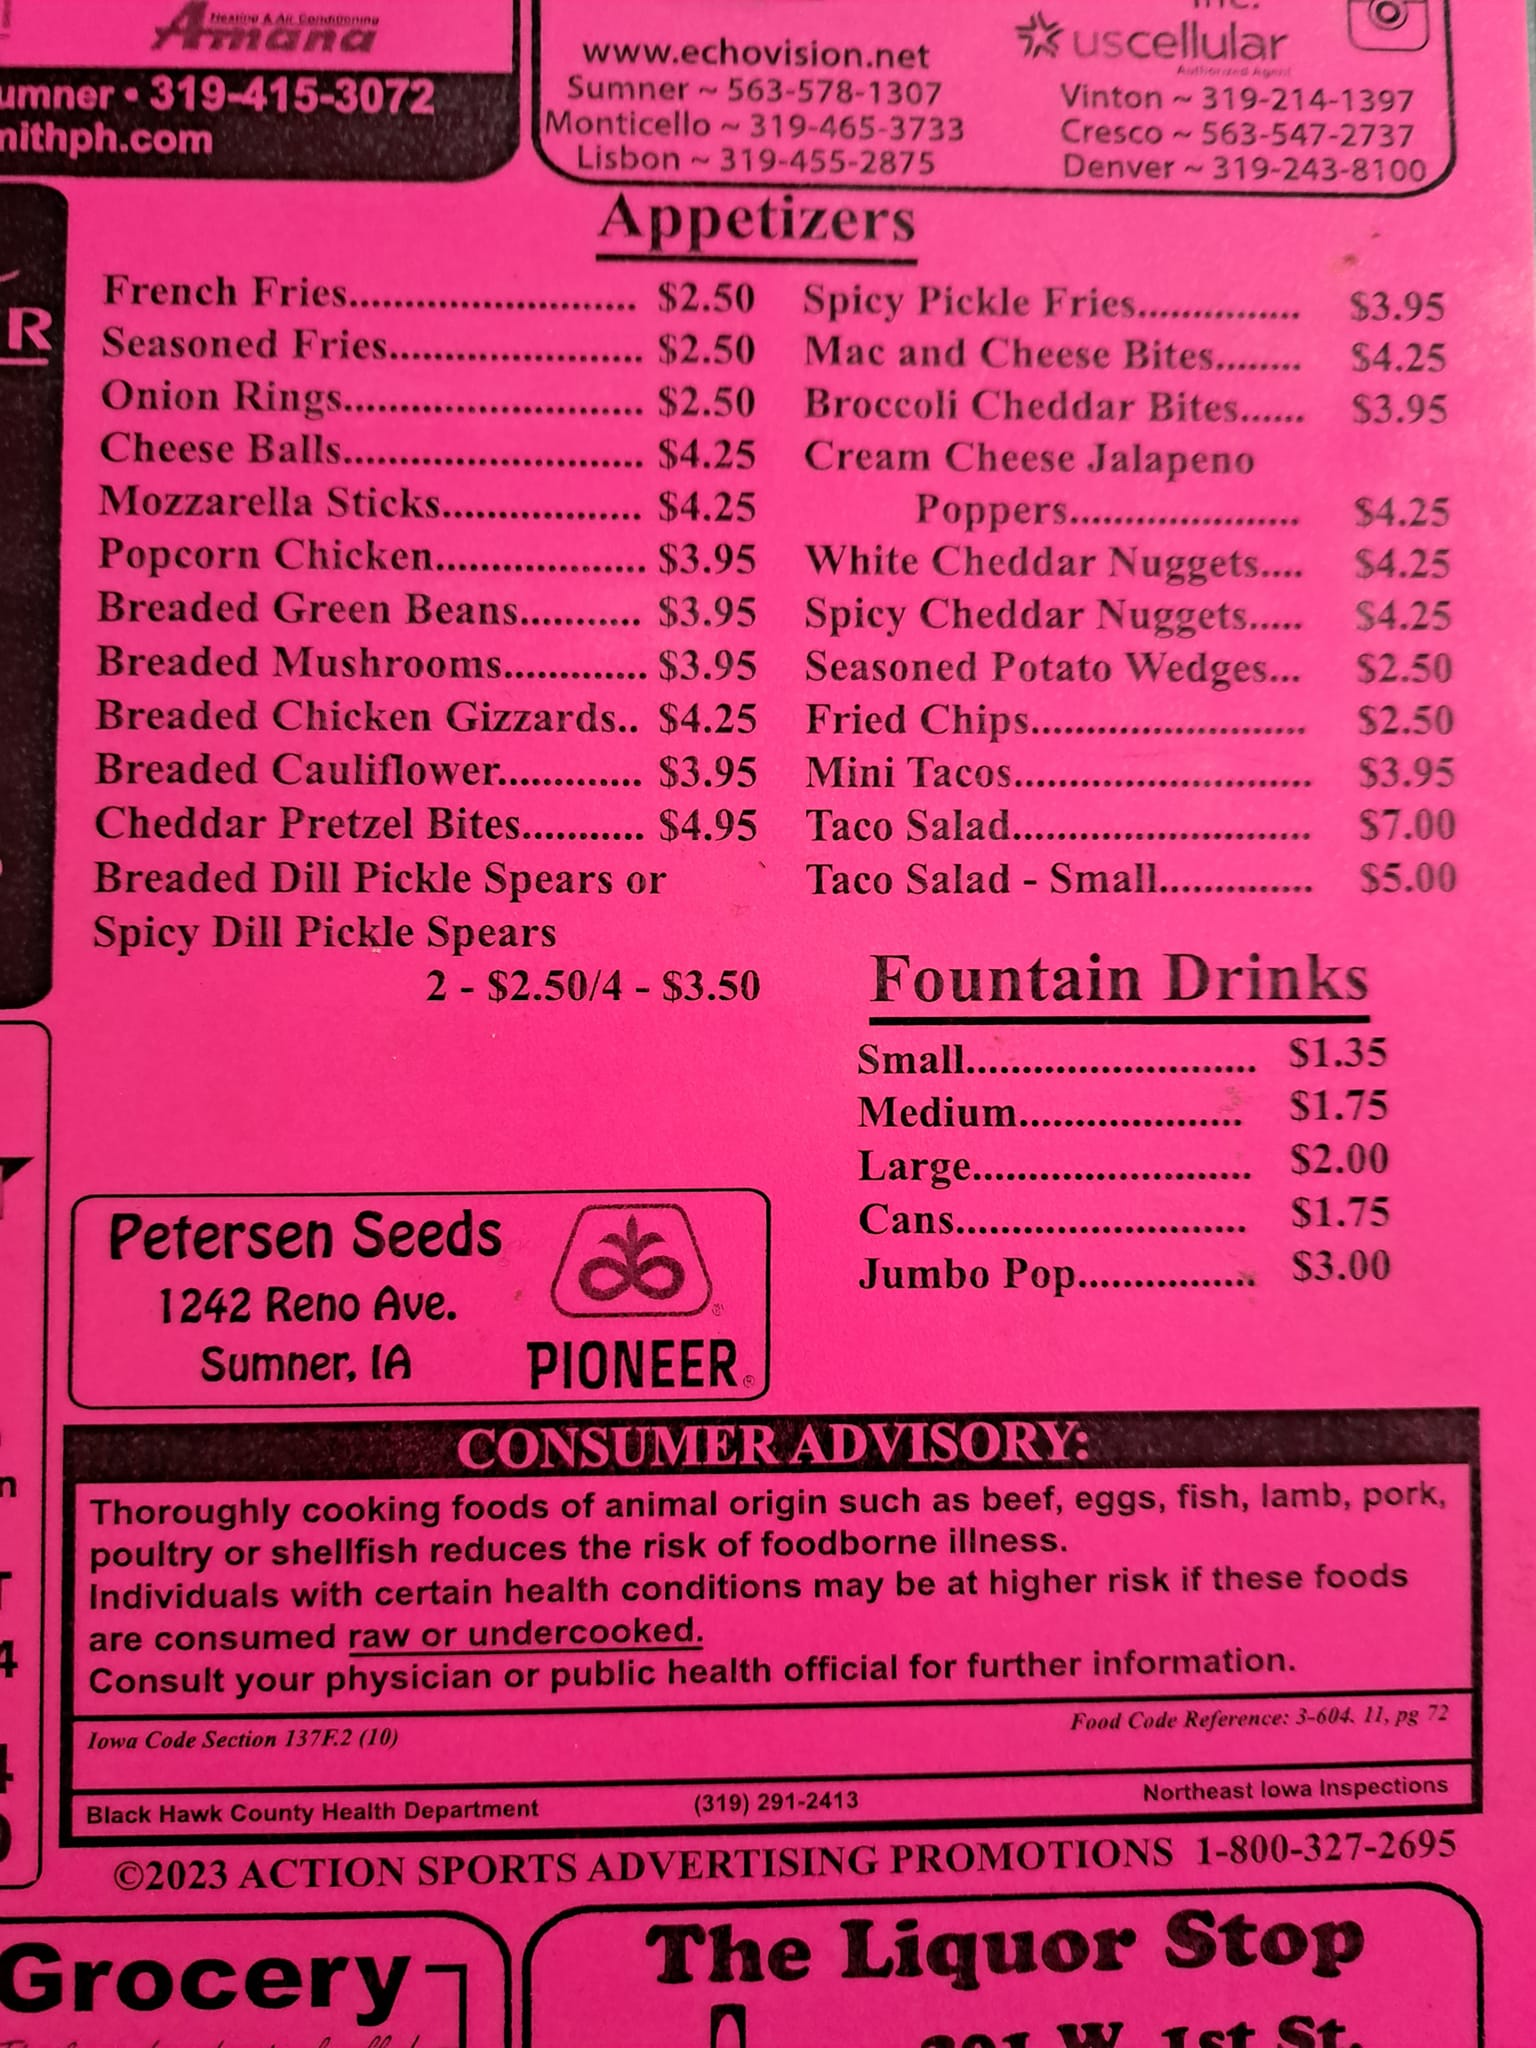 Heating & Air Conditioning
Amana
umner • 319-415-3072
mithph.com
www.echovision.net
Sumner ~ 563-578-1307
Monticello ~ 319-465-3733
Lisbon ~ 319-455-2875
uscellular
Authorized Agent
Vinton ~ 319-214-1397
Cresco ~ 563-547-2737
Denver ~ 319-243-8100
R
Appetizers
French Fries.......................... $2.50
Seasoned Fries....................... $2.50
Onion Rings........................... $2.50
Cheese Balls........................... $4.25
Mozzarella Sticks.................. $4.25
Popcorn Chicken................... $3.95
Breaded Green Beans........... $3.95
Breaded Mushrooms............. $3.95
Breaded Chicken Gizzards.. $4.25
Breaded Cauliflower............. $3.95
Cheddar Pretzel Bites........... $4.95
Breaded Dill Pickle Spears or
Spicy Dill Pickle Spears
2 - $2.50/4 - $3.50
Spicy Pickle Fries............... $3.95
Mac and Cheese Bites........ $4.25
Broccoli Cheddar Bites...... $3.95
Cream Cheese Jalapeno
Poppers...................... $4.25
White Cheddar Nuggets.... $4.25
Spicy Cheddar Nuggets..... $4.25
Seasoned Potato Wedges... $2.50
Fried Chips......................... $2.50
Mini Tacos........................... $3.95
Taco Salad........................... $7.00
Taco Salad - Small.............. $5.00
Fountain Drinks
Small.......................... $1.35
Medium.................... $1.75
Large......................... $2.00
Cans.......................... $1.75
Jumbo Pop................ $3.00
Petersen Seeds
1242 Reno Ave.
Sumner, IA
PIONEER®
CONSUMER ADVISORY:
Thoroughly cooking foods of animal origin such as beef, eggs, fish, lamb, pork,
poultry or shellfish reduces the risk of foodborne illness.
Individuals with certain health conditions may be at higher risk if these foods
are consumed raw or undercooked.
Consult your physician or public health official for further information.
Iowa Code Section 137F.2 (10)
Food Code Reference: 3-604. 11, pg 72
Black Hawk County Health Department
(319) 291-2413
Northeast Iowa Inspections
©2023 ACTION SPORTS ADVERTISING PROMOTIONS 1-800-327-2695
Grocery
The Liquor Stop
W. 1st St.